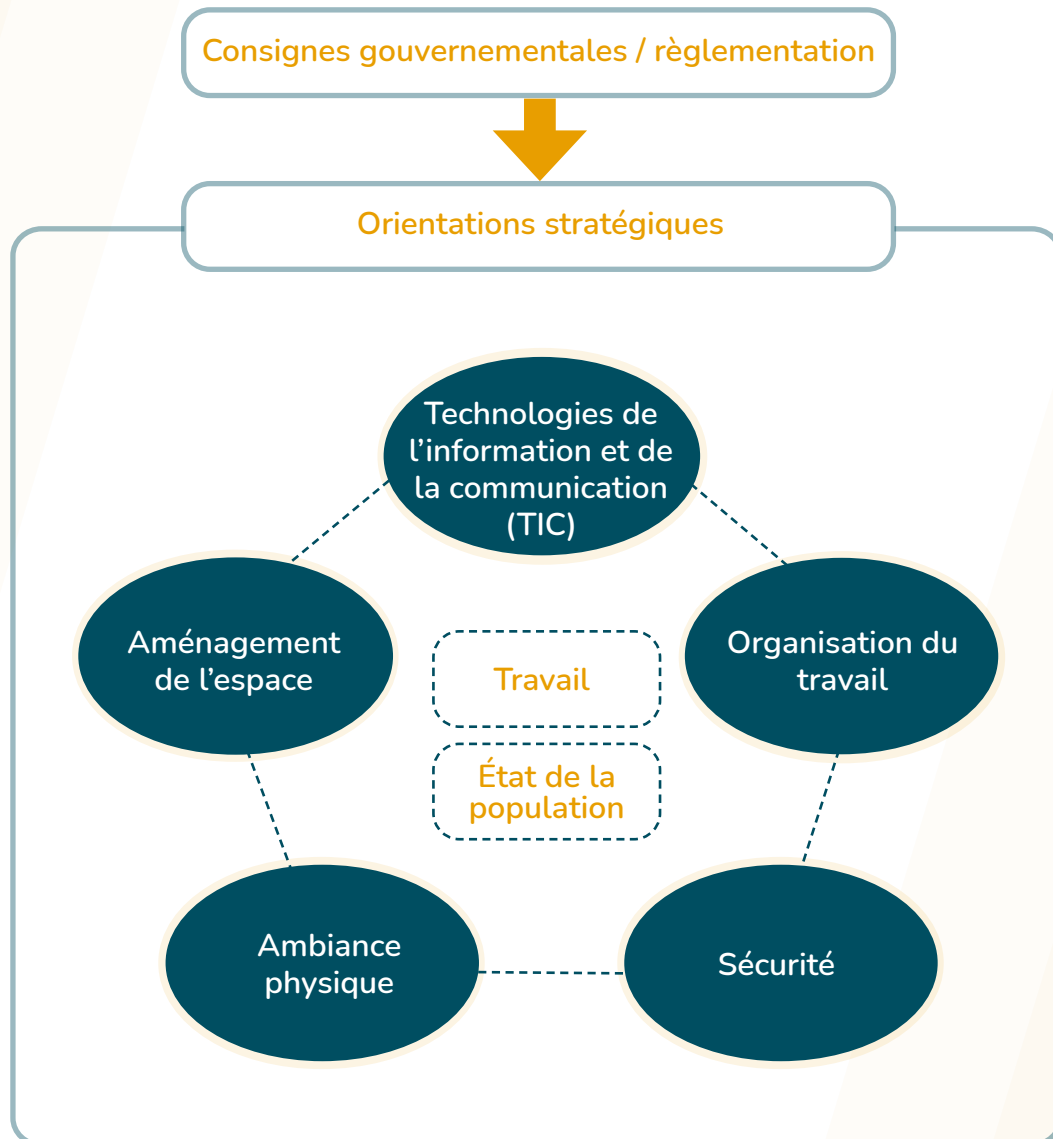 Consignes gouvernementales / règlementation
Orientations stratégiques
Technologies de
l’information et de
la communication
(TIC)
Aménagement
de l’espace
Organisation du
travail
Travail
État de la
population
Ambiance
physique
Sécurité